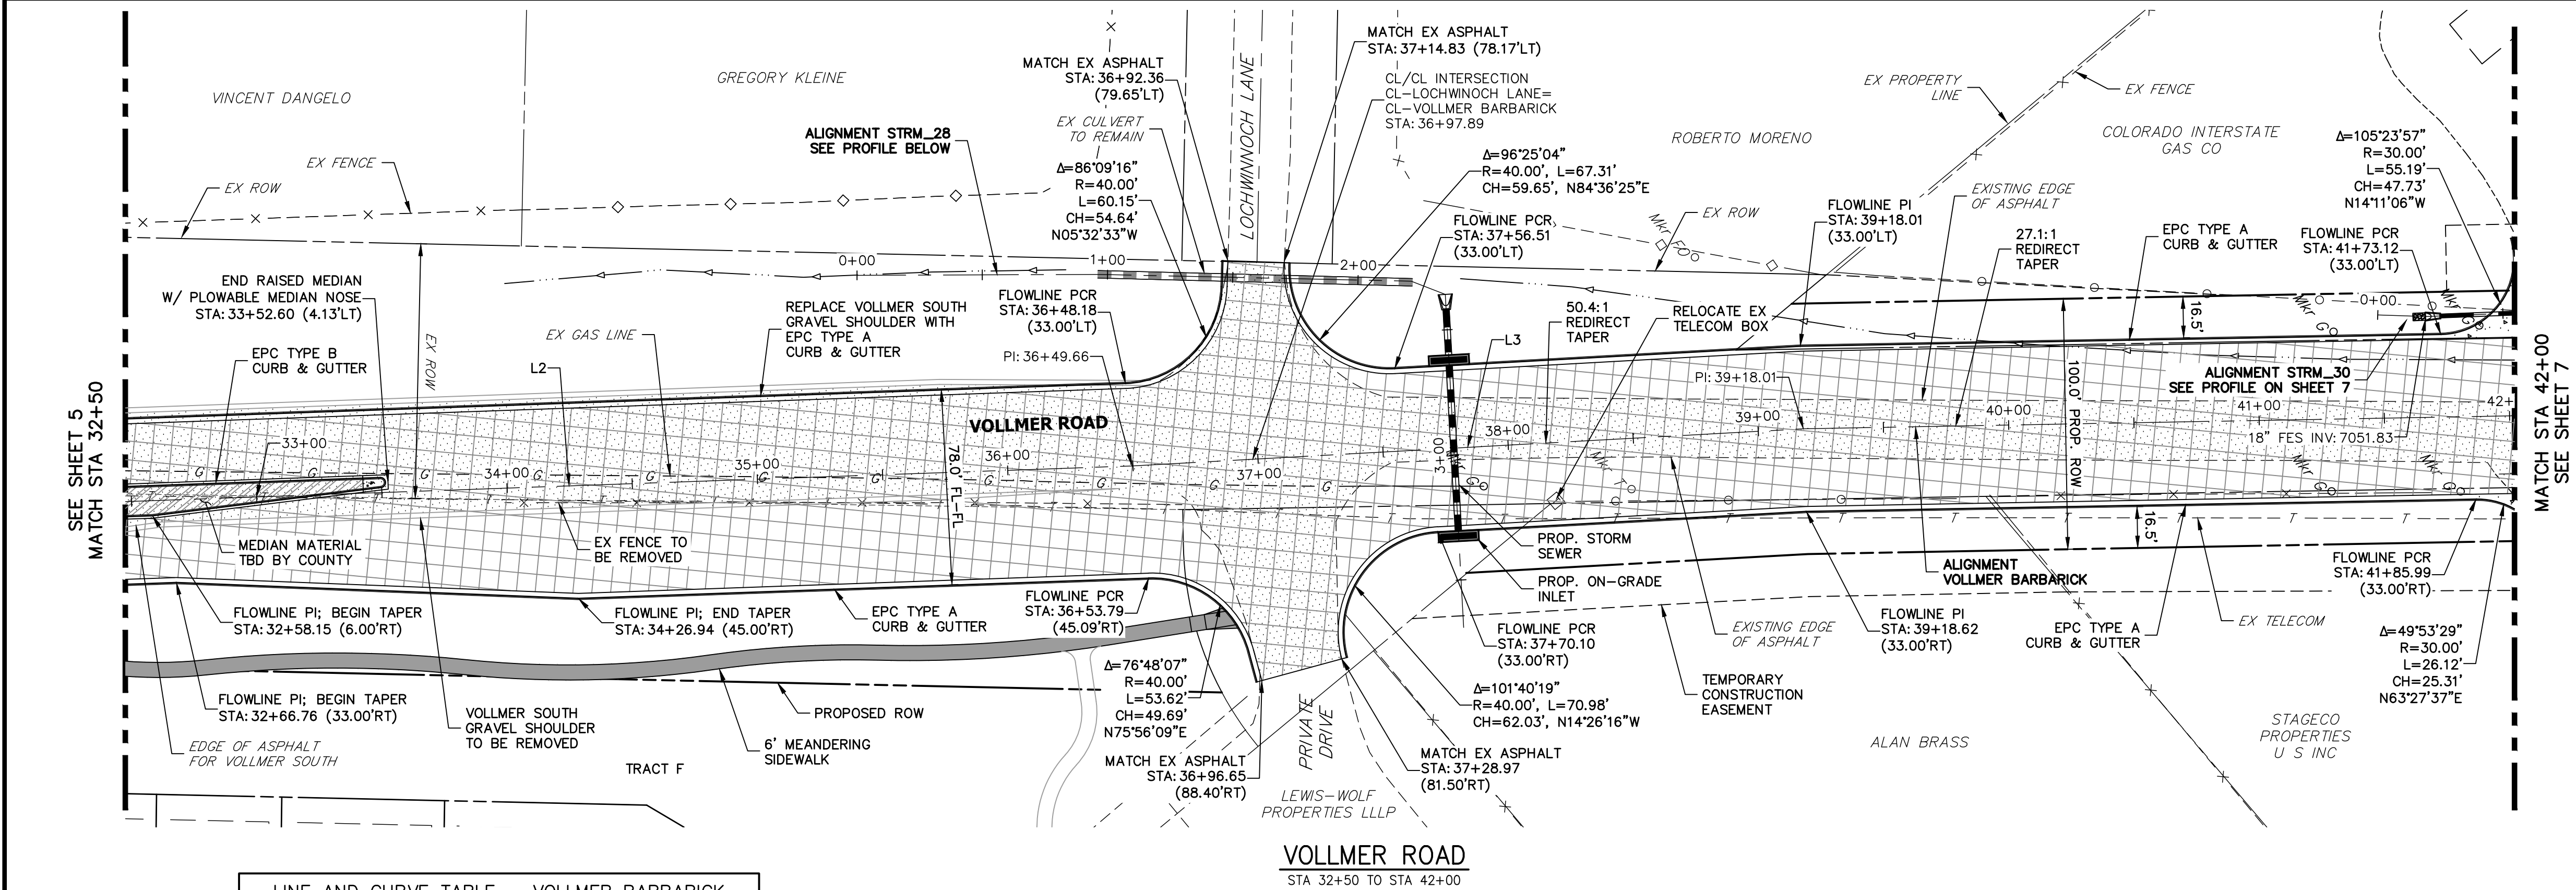 VINCENT DANGELO
GREGORY KLEINE
MATCH EX ASPHALT
STA: 36+92.36
(79.65'LT)
EX CULVERT
TO REMAIN
ALIGNMENT STRM_28
SEE PROFILE BELOW
Δ=86°09'16"
R=40.00'
L=60.15'
CH=54.64'
N05°32'33"W
LOCHWINNOCH LANE
MATCH EX ASPHALT
STA: 37+14.83 (78.17'LT)
CL/CL INTERSECTION
CL-LOCHWINOCH LANE=
CL-VOLLMER BARBARICK
STA: 36+97.89
Δ=96°25'04"
R=40.00', L=67.31'
CH=59.65', N84°36'25"E
FLOWLINE PCR
STA: 37+56.51
(33.00'LT)
ROBERTO MORENO
EX PROPERTY
LINE
EX FENCE
COLORADO INTERSTATE
GAS CO
Δ=105°23'57"
R=30.00'
L=55.19'
CH=47.73'
N14°11'06"W
EX FENCE
EX ROW
Mkr FO
EX ROW
EXISTING EDGE
OF ASPHALT
FLOWLINE PI
STA: 39+18.01
(33.00'LT)
27.1:1
REDIRECT
TAPER
EPC TYPE A
CURB & GUTTER
FLOWLINE PCR
STA: 41+73.12
(33.00'LT)
END RAISED MEDIAN
W/ PLOWABLE MEDIAN NOSE
STA: 33+52.60 (4.13'LT)
EPC TYPE B
CURB & GUTTER
EX ROW
EX GAS LINE
L2
REPLACE VOLLMER SOUTH
GRAVEL SHOULDER WITH
EPC TYPE A
CURB & GUTTER
0+00
1+00
2+00
FLOWLINE PCR
STA: 36+48.18
(33.00'LT)
PI: 36+49.66
50.4:1
REDIRECT
TAPER
RELOCATE EX
TELECOM BOX
L3
PI: 39+18.01
16.5'
0+00
Mkr G
Mkr G
ALIGNMENT STRM_30
SEE PROFILE ON SHEET 7
18" FES INV: 7051.83
SEE SHEET 5
MATCH STA 32+50
MATCH STA 42+00
SEE SHEET 7
VOLLMER ROAD
78.0' FL-FL
100.0' PROP. ROW
33+00
34+00
35+00
36+00
37+00
38+00
39+00
40+00
41+00
42+
3+00
G G G G G G G G G G
Mkr G
Mkr T
Mkr G
Mkr G
T T T T T T T T
16.5'
MEDIAN MATERIAL
TBD BY COUNTY
EX FENCE TO
BE REMOVED
PROP. STORM
SEWER
PROP. ON-GRADE
INLET
ALIGNMENT
VOLLMER BARBARICK
FLOWLINE PCR
STA: 41+85.99
(33.00'RT)
FLOWLINE PI; BEGIN TAPER
STA: 32+58.15 (6.00'RT)
FLOWLINE PI; END TAPER
STA: 34+26.94 (45.00'RT)
EPC TYPE A
CURB & GUTTER
FLOWLINE PCR
STA: 36+53.79
(45.09'RT)
FLOWLINE PCR
STA: 37+70.10
(33.00'RT)
EXISTING EDGE
OF ASPHALT
FLOWLINE PI
STA: 39+18.62
(33.00'RT)
EPC TYPE A
CURB & GUTTER
EX TELECOM
Δ=49°53'29"
R=30.00'
L=26.12'
CH=25.31'
N63°27'37"E
FLOWLINE PI; BEGIN TAPER
STA: 32+66.76 (33.00'RT)
EDGE OF ASPHALT
FOR VOLLMER SOUTH
VOLLMER SOUTH
GRAVEL SHOULDER
TO BE REMOVED
PROPOSED ROW
6' MEANDERING
SIDEWALK
TRACT F
Δ=76°48'07"
R=40.00'
L=53.62'
CH=49.69'
N75°56'09"E
MATCH EX ASPHALT
STA: 36+96.65
(88.40'RT)
PRIVATE
DRIVE
Δ=101°40'19"
R=40.00', L=70.98'
CH=62.03', N14°26'16"W
MATCH EX ASPHALT
STA: 37+28.97
(81.50'RT)
LEWIS-WOLF
PROPERTIES LLLP
TEMPORARY
CONSTRUCTION
EASEMENT
ALAN BRASS
STAGECO
PROPERTIES
U S INC
VOLLMER ROAD
STA 32+50 TO STA 42+00
LINE AND CURVE TABLE - VOLLMER BARBARICK